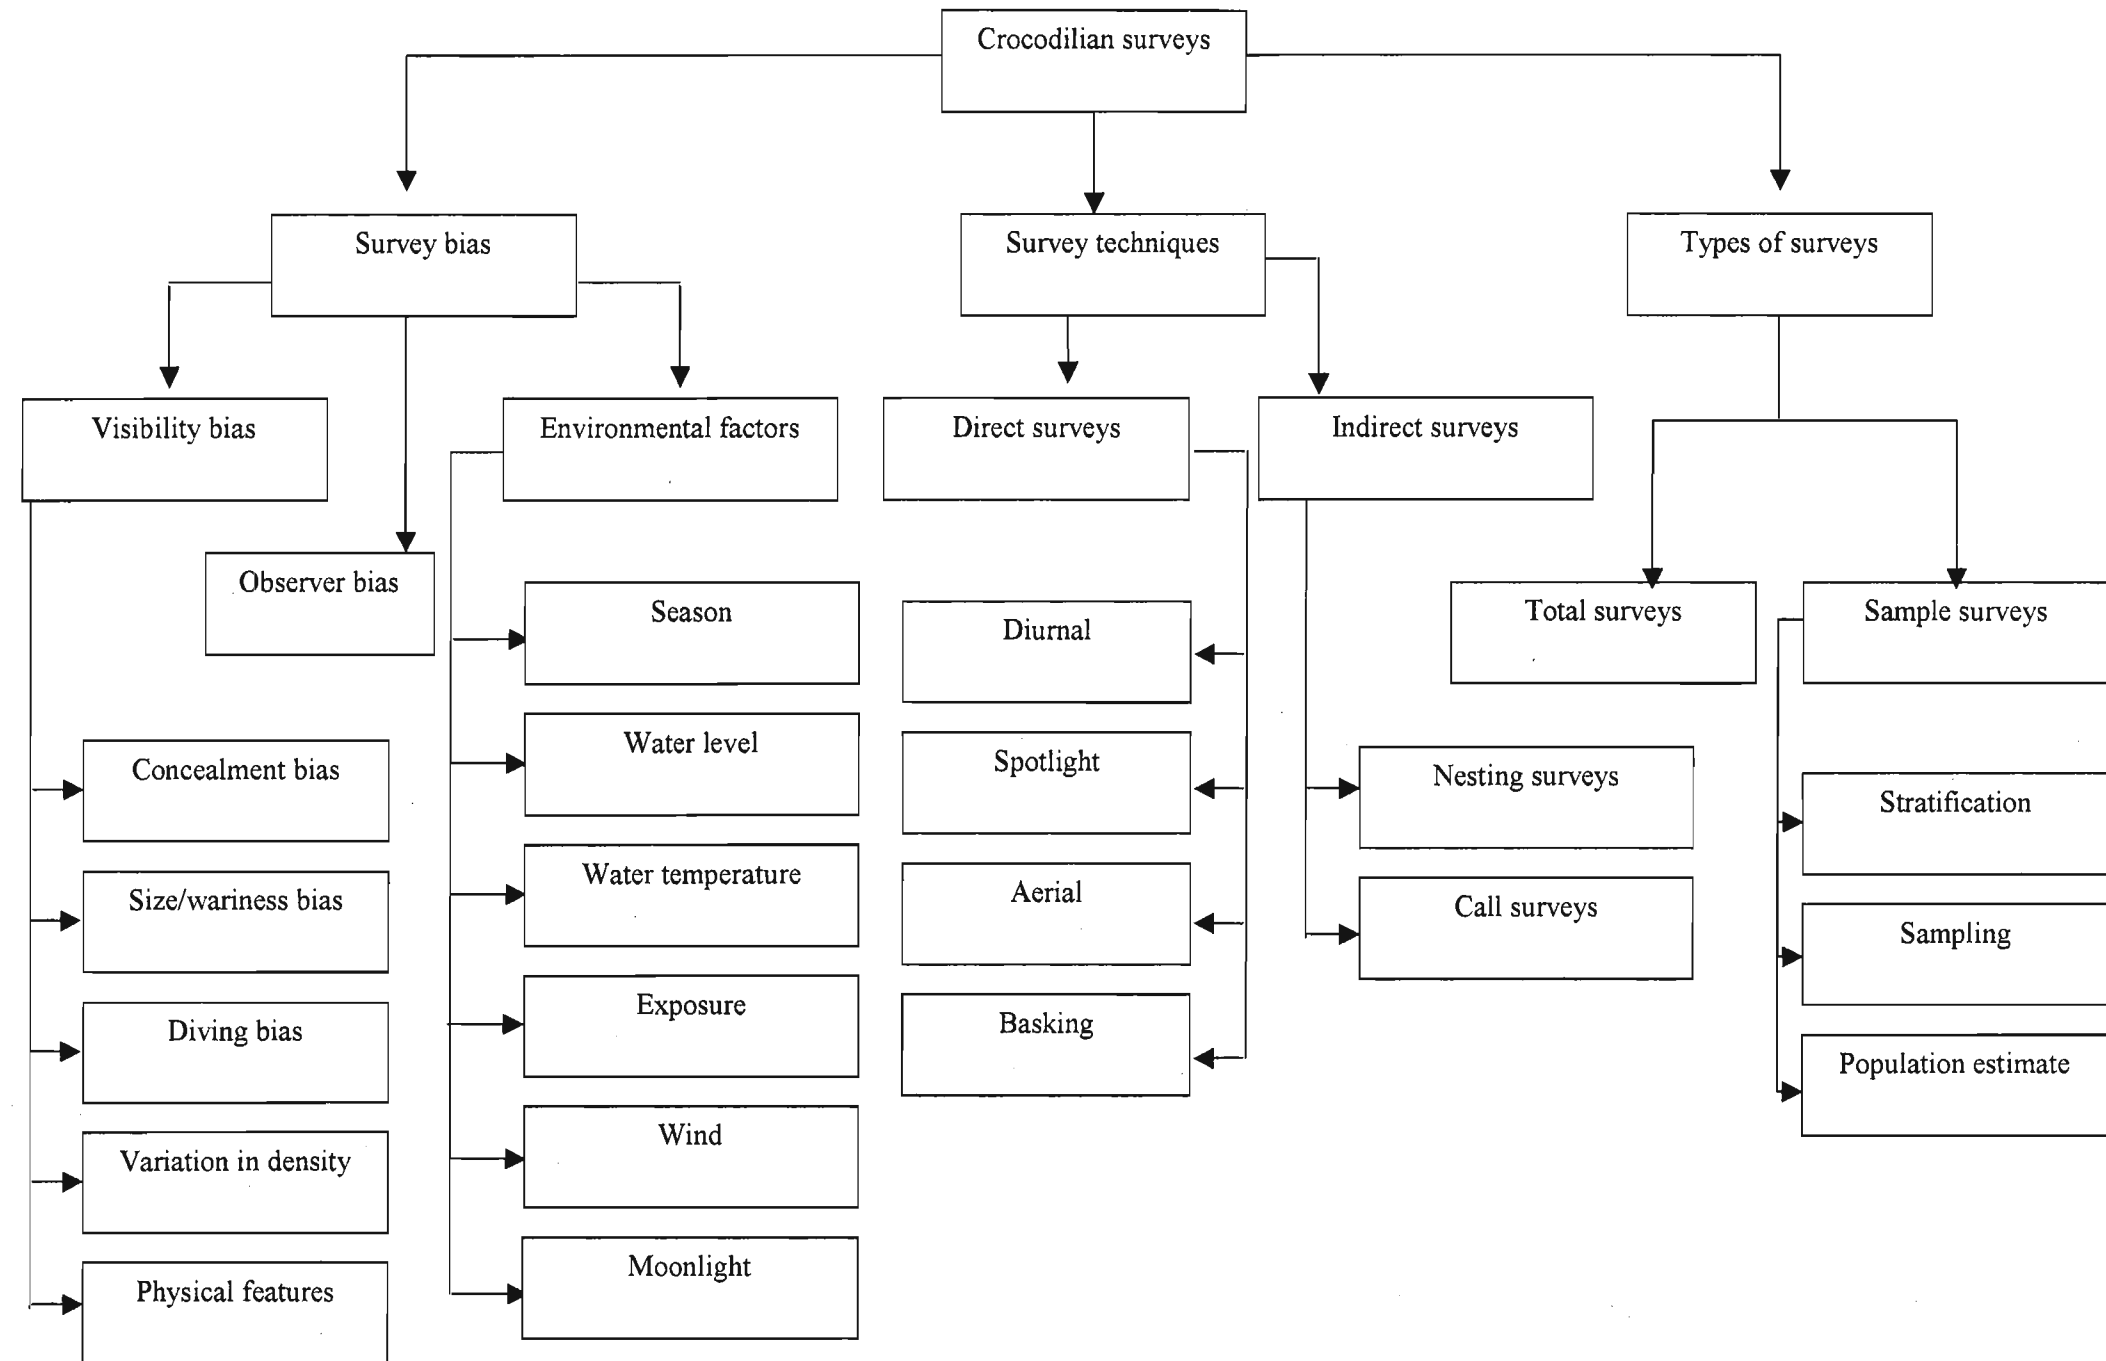 Crocodilian surveys
Survey bias
Survey techniques
Types of surveys
Visibility bias
Environmental factors
Direct surveys
Indirect surveys
Observer bias
Season
Diurnal
Total surveys
Sample surveys
Concealment bias
Water level
Spotlight
Nesting surveys
Stratification
Size/wariness bias
Water temperature
Aerial
Call surveys
Sampling
Diving bias
Exposure
Basking
Population estimate
Variation in density
Wind
Physical features
Moonlight